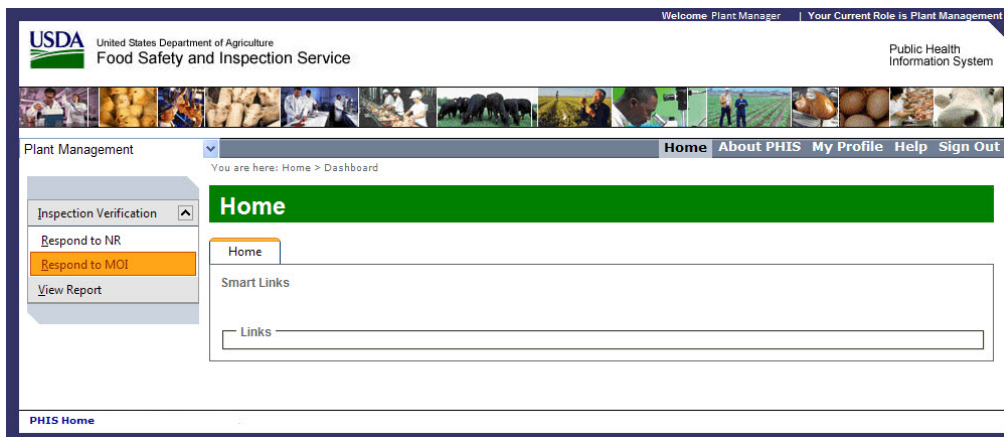 Welcome Plant Manager | Your Current Role is Plant Management
USDA
United States Department of Agriculture
Food Safety and Inspection Service
Public Health
Information System
Plant Management
Home About PHIS My Profile Help Sign Out
You are here: Home > Dashboard
Inspection Verification
Respond to NR
Respond to MOI
View Report
Home
Home
Smart Links
Links
PHIS Home